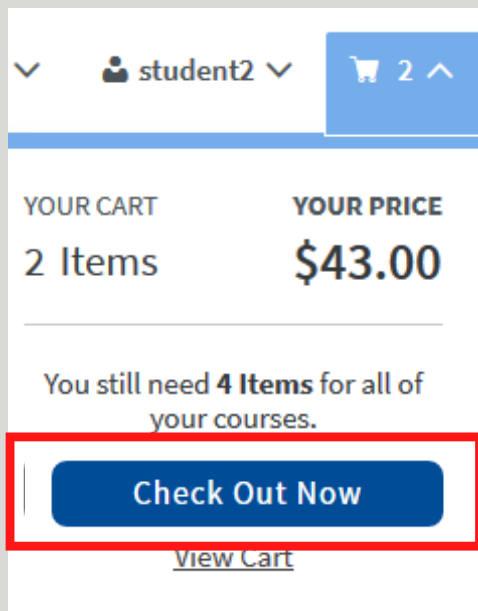 student2 2
YOUR CART YOUR PRICE
2 Items $43.00
You still need 4 Items for all of
your courses.
Check Out Now
View Cart